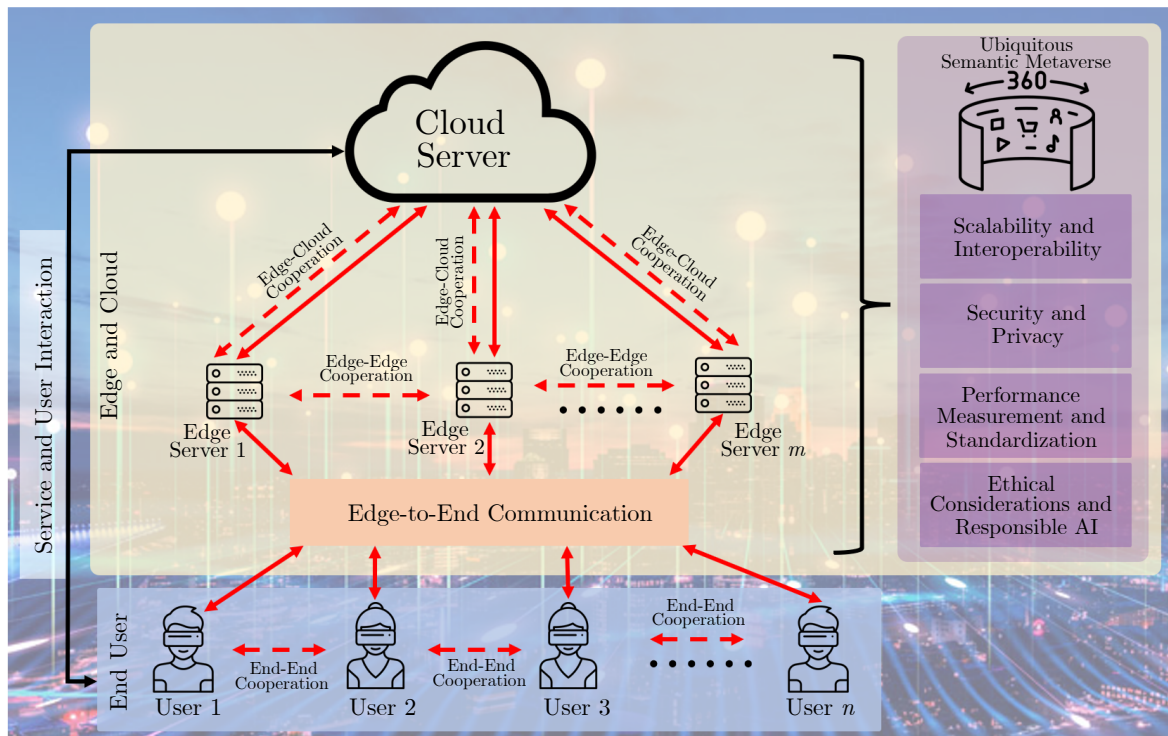 Ubiquitous
Semantic Metaverse
360
Cloud
Server
Scalability and
Interoperability
Security and
Privacy
Performance
Measurement and
Standardization
Ethical
Considerations and
Responsible AI
Service and User Interaction
Edge and Cloud
Edge-Cloud
Cooperation
Edge-Cloud
Cooperation
Edge-Cloud
Cooperation
Edge-Edge
Cooperation
Edge-Edge
Cooperation
Edge
Server 1
Edge
Server 2
Edge
Server m
Edge-to-End Communication
End User
End-End
Cooperation
End-End
Cooperation
End-End
Cooperation
User 1
User 2
User 3
User n